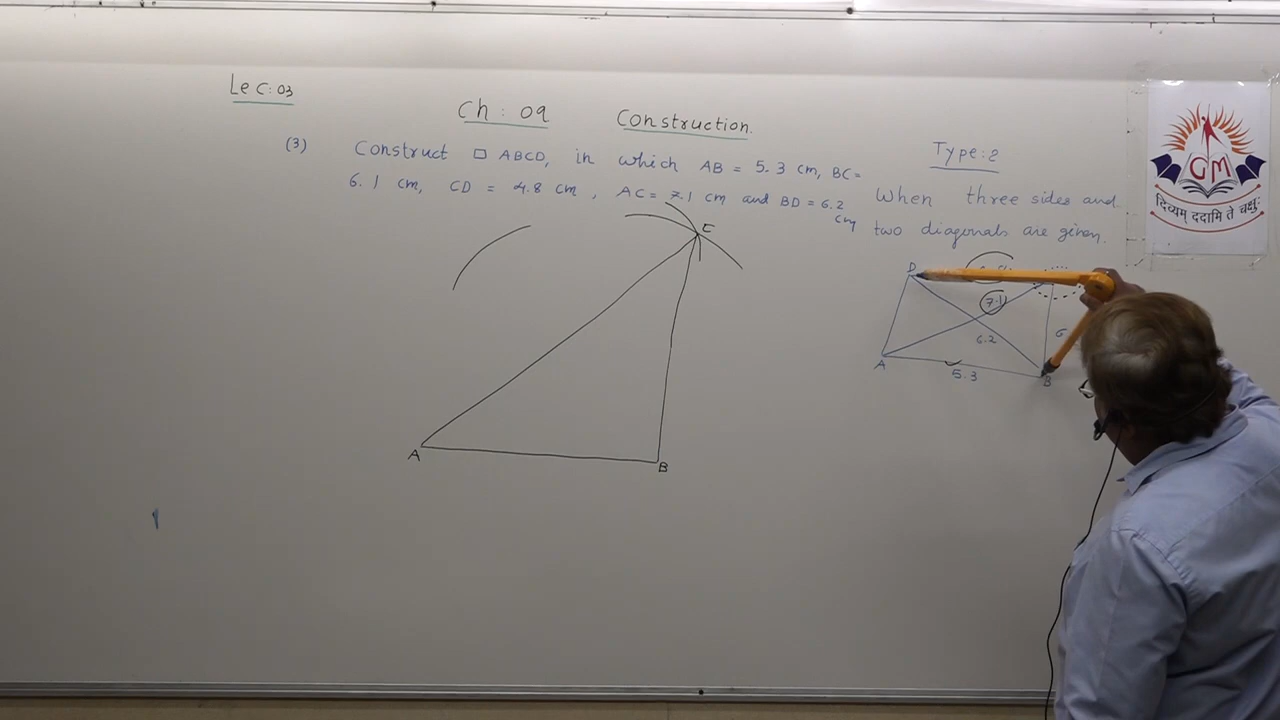 Lec:03
Ch: 09 Construction.
(3) Construct □ ABCD, in which AB = 5.3 cm, BC =
6.1 cm, CD = 4.8 cm, AC = 7.1 cm and BD = 6.2
cm
Type:2
When three sides and
two diagonals are given.
GM
दिव्यम् ददामि ते चक्षुः
C
A
B
D
7.1
6.2
6
A
5.3
B